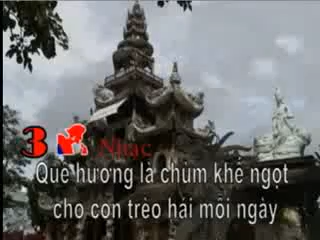 3 Nhạc
Quê hương là chùm khế ngọt
cho con trèo hái mỗi ngày